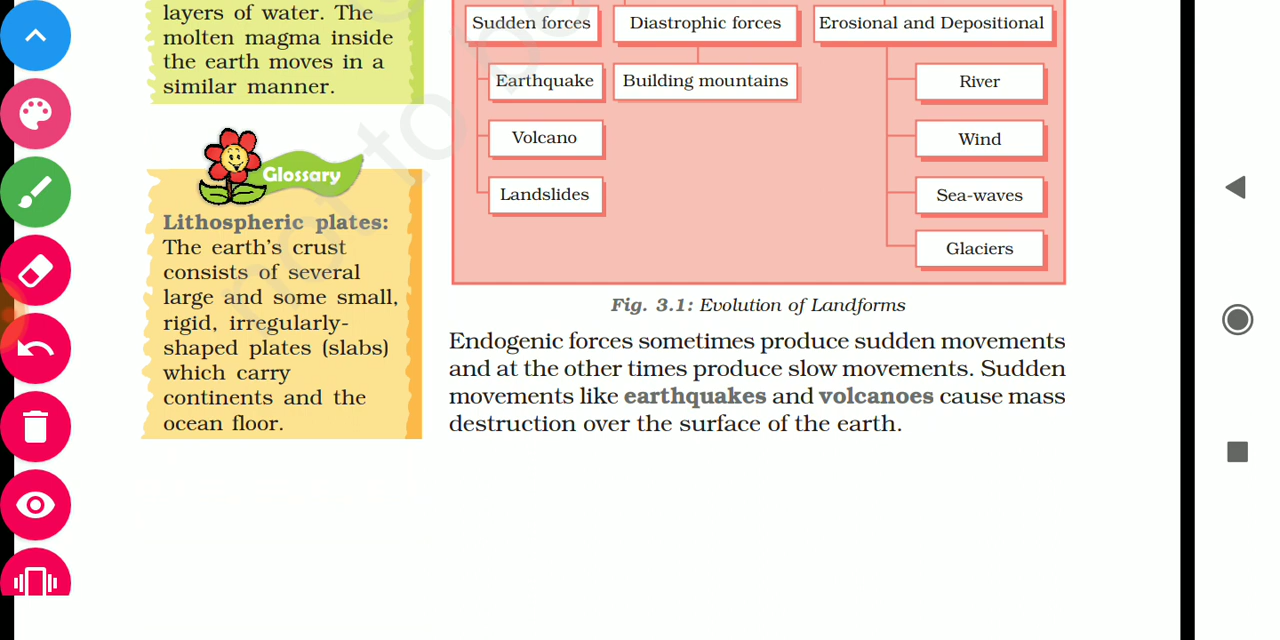 layers of water. The
molten magma inside
the earth moves in a
similar manner.
Glossary
Lithospheric plates:
The earth's crust
consists of several
large and some small,
rigid, irregularly-
shaped plates (slabs)
which carry
continents and the
ocean floor.
Sudden forces
Diastrophic forces
Erosional and Depositional
Earthquake
Building mountains
River
Volcano
Wind
Landslides
Sea-waves
Glaciers
Fig. 3.1: Evolution of Landforms
Endogenic forces sometimes produce sudden movements
and at the other times produce slow movements. Sudden
movements like earthquakes and volcanoes cause mass
destruction over the surface of the earth.
not to be